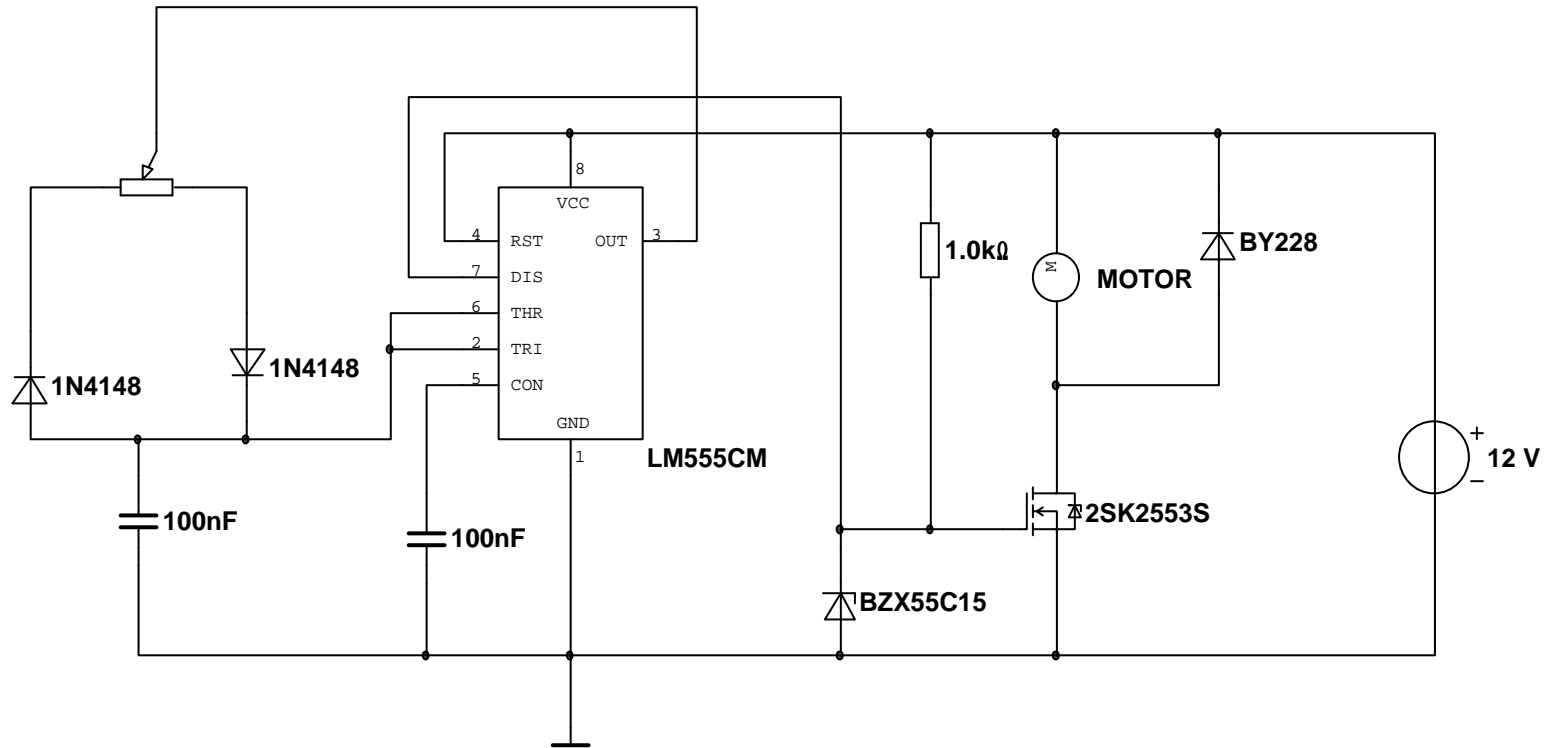 8
VCC
4 RST OUT 3
7 DIS
6 THR
2 TRI
5 CON
GND
1
LM555CM
1N4148
1N4148
100nF
100nF
1.0kΩ
M
MOTOR
BY228
2SK2553S
BZX55C15
+
12 V
−